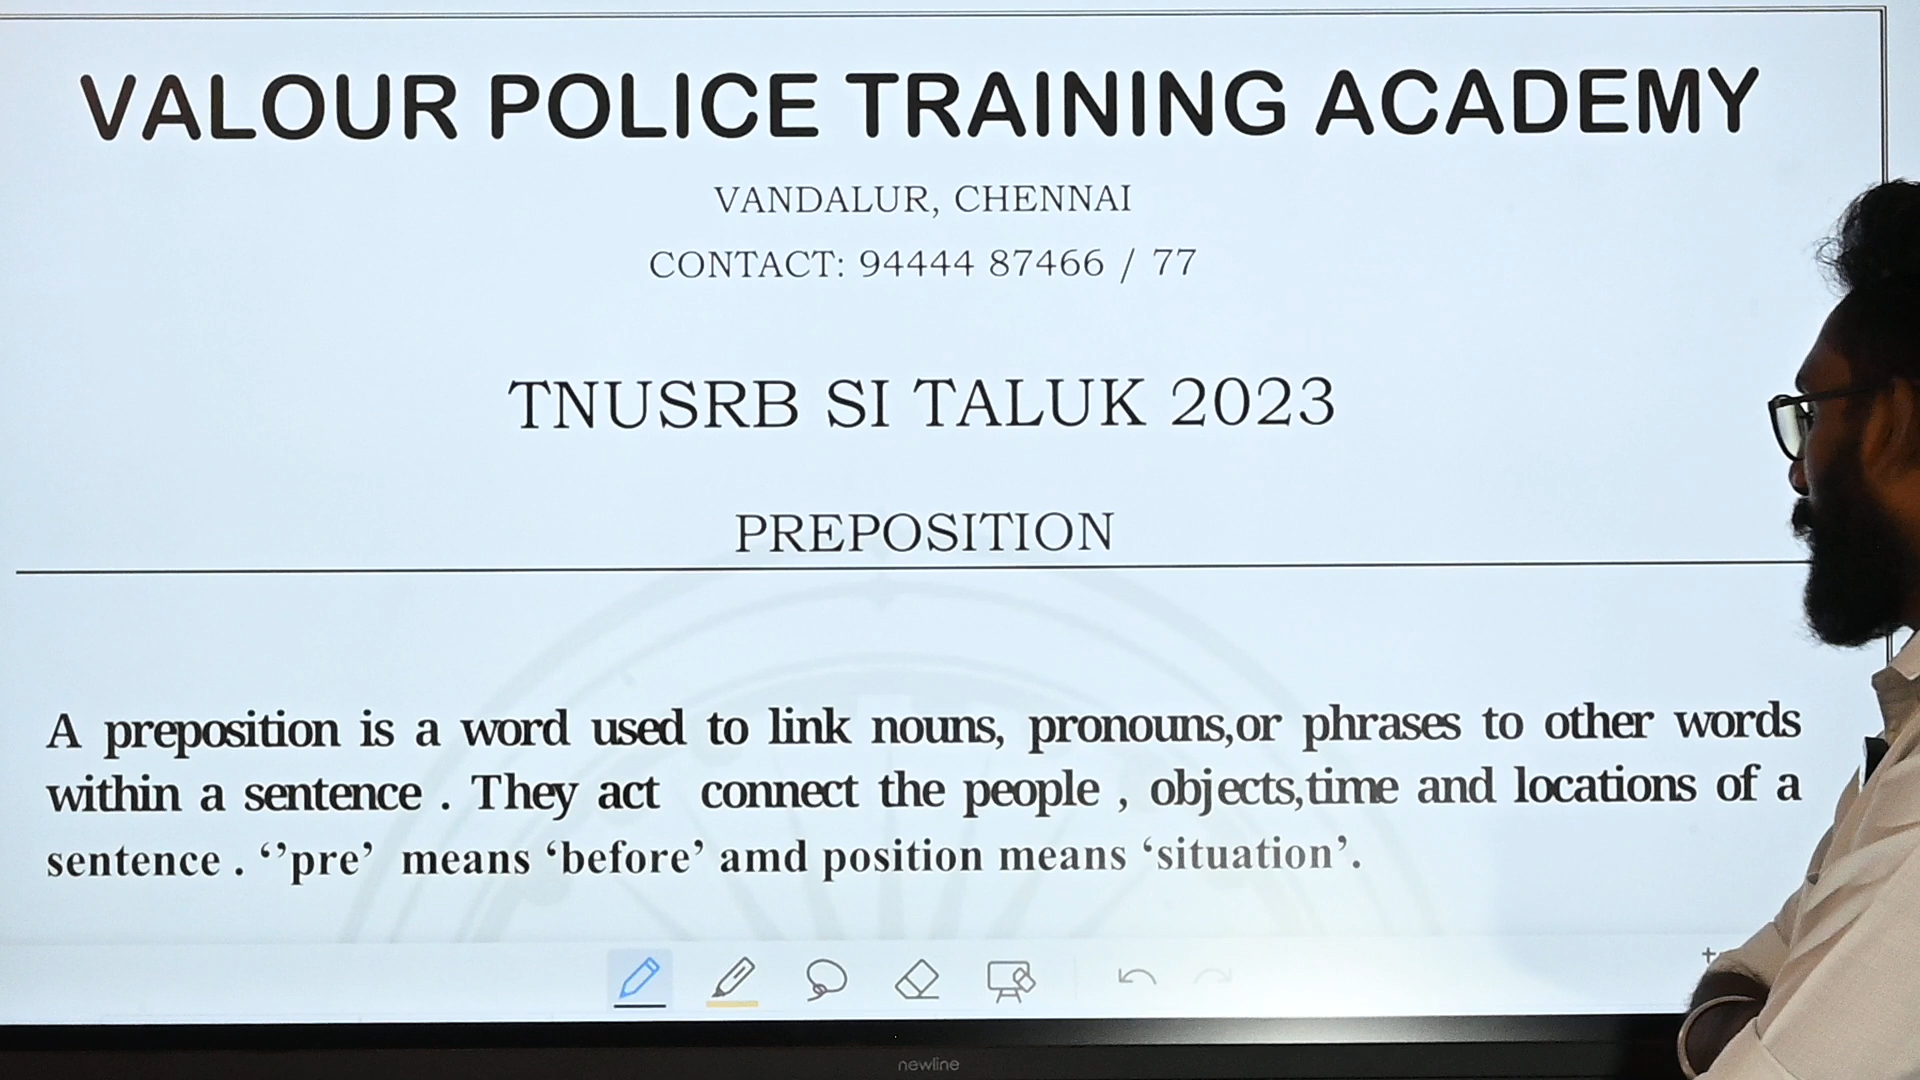 VALOUR POLICE TRAINING ACADEMY
VANDALUR, CHENNAI
CONTACT: 94444 87466 / 77
TNUSRB SI TALUK 2023
PREPOSITION
A preposition is a word used to link nouns, pronouns,or phrases to other words
within a sentence . They act connect the people , objects,time and locations of a
sentence . ‘’pre’ means ‘before’ amd position means ‘situation’.
newline